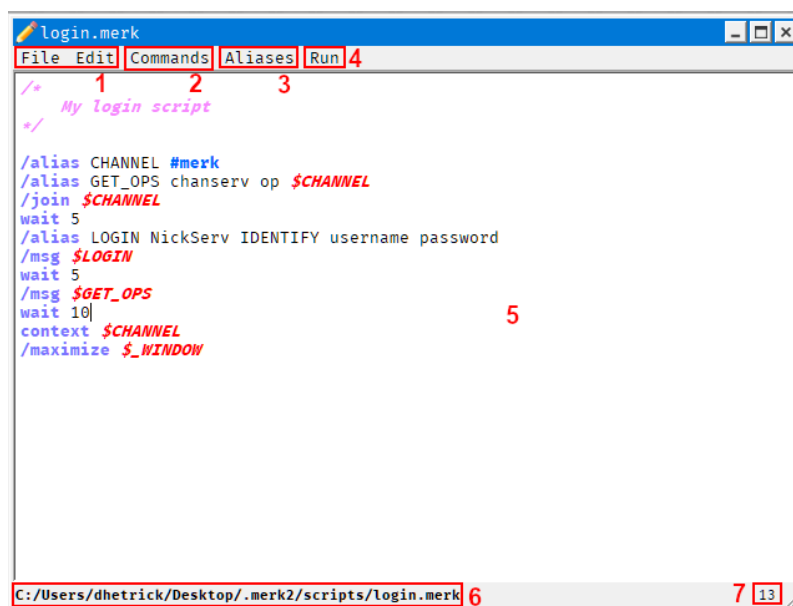 login.merk
File Edit Commands Aliases Run 4
1 2 3
/*
My login script
*/
/alias CHANNEL #merk
/alias GET_OPS chanserv op $CHANNEL
/join $CHANNEL
wait 5
/alias LOGIN NickServ IDENTIFY username password
/msg $LOGIN
wait 5
/msg $GET_OPS
wait 10
5
context $CHANNEL
/maximize $_WINDOW
C:/Users/dhetrick/Desktop/.merk2/scripts/login.merk 6 7 13